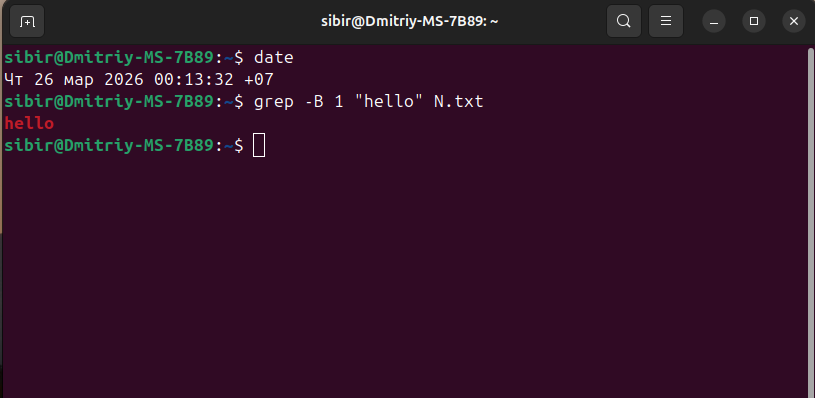 sibir@Dmitriy-MS-7B89: ~
sibir@Dmitriy-MS-7B89:~$ date
Чт 26 мар 2026 00:13:32 +07
sibir@Dmitriy-MS-7B89:~$ grep -B 1 "hello" N.txt
hello
sibir@Dmitriy-MS-7B89:~$